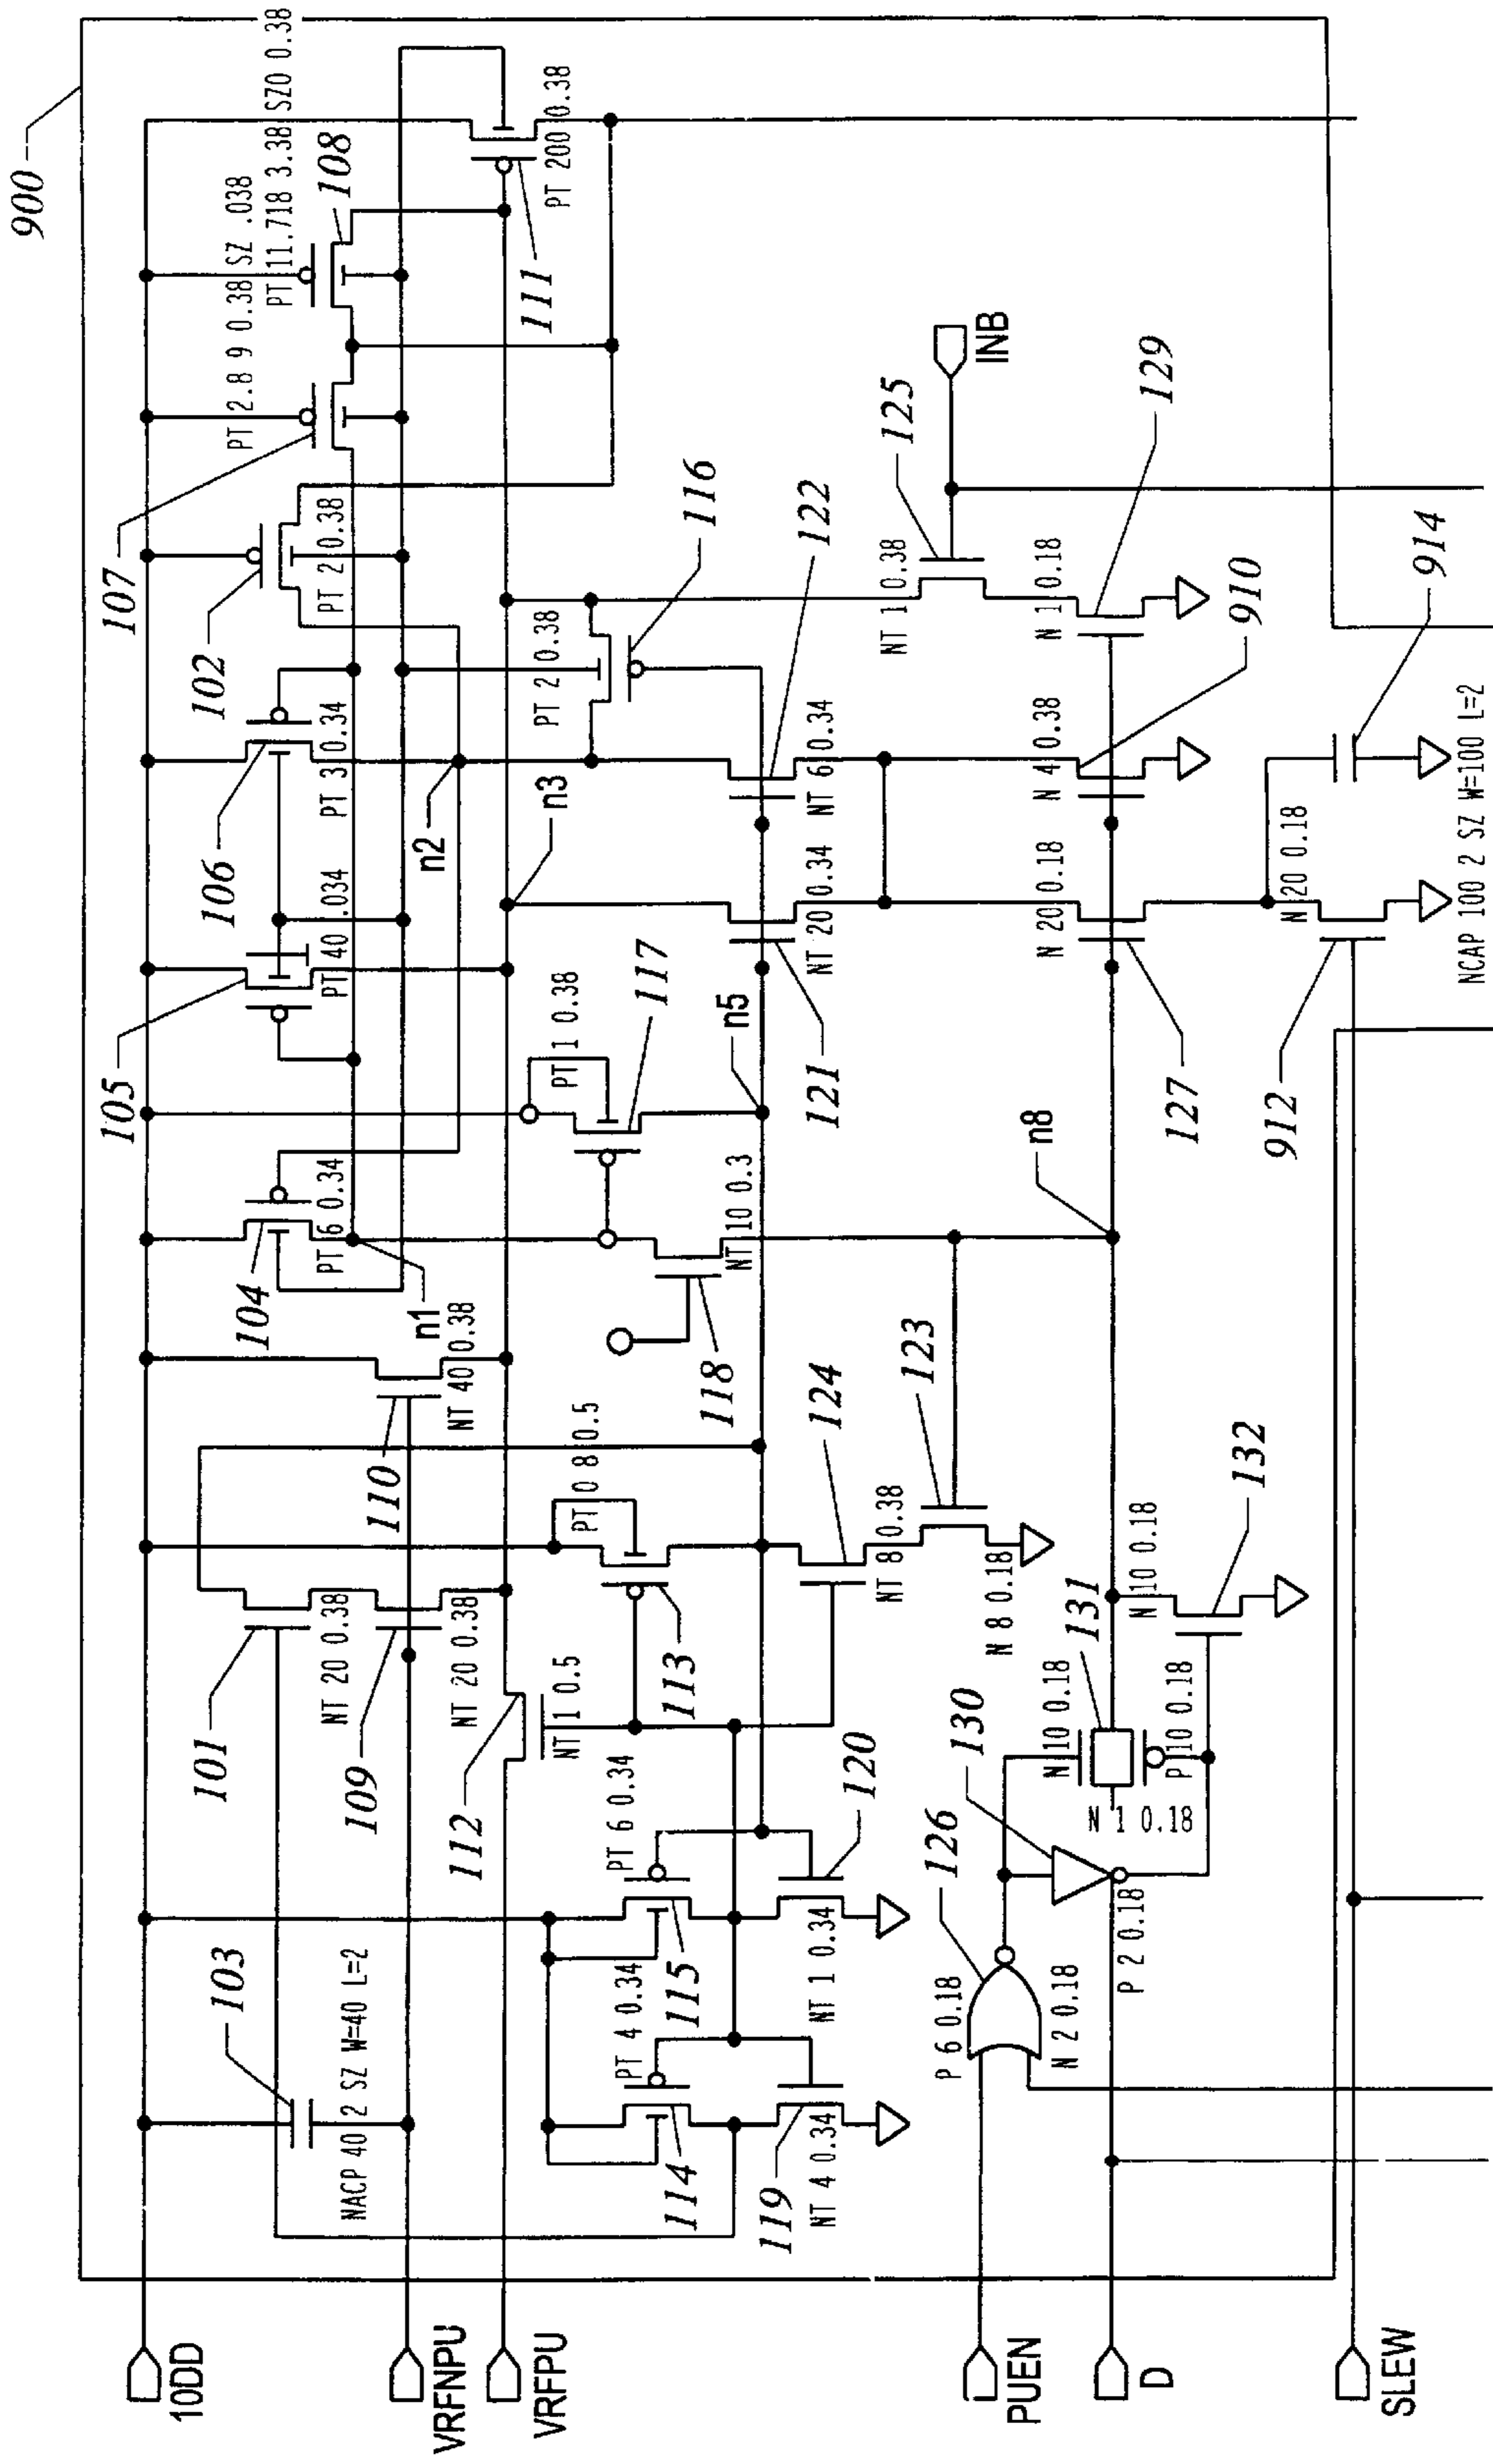 900
10DD
VRFNPU
VRFPU
PUEN
D
SLEW
INB
103
NACP 40 2 SZ W=40 L=2
101
NT 20 0.38
109
NT 20 0.38
110
NT 40 0.38
104
PT 6 0.34
n1
105
PT 40 .034
106
PT 3 0.34
n2
102
PT 2 0.38
107
PT 2.8 9 0.38 SZ .038
PT 11.718 3.38 SZ0 0.38
108
111
PT 200 0.38
112
NT 1 0.5
113
PT 0 8 0.5
114
PT 4 0.34
115
PT 6 0.34
119
NT 4 0.34
120
NT 1 0.34
117
PT 1 0.38
118
NT 10 0.3
n5
n3
116
PT 2 0.38
121
NT 20 0.34
122
NT 6 0.34
124
NT 8 0.38
123
N 8 0.18
125
NT 1 0.38
129
N 1 0.18
910
N 4 0.38
127
N 20 0.18
n8
126
P 6 0.18
N 2 0.18
130
P 2 0.18
N 1 0.18
131
N 10 0.18
P 10 0.18
132
N 10 0.18
912
N 20 0.18
914
NCAP 100 2 SZ W=100 L=2